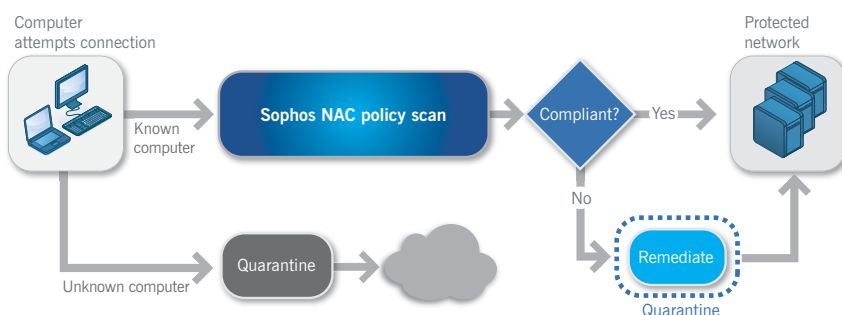 Computer
attempts connection
Protected
network
Known
computer
Sophos NAC policy scan
Compliant?
Yes
No
Unknown computer
Quarantine
Remediate
Quarantine